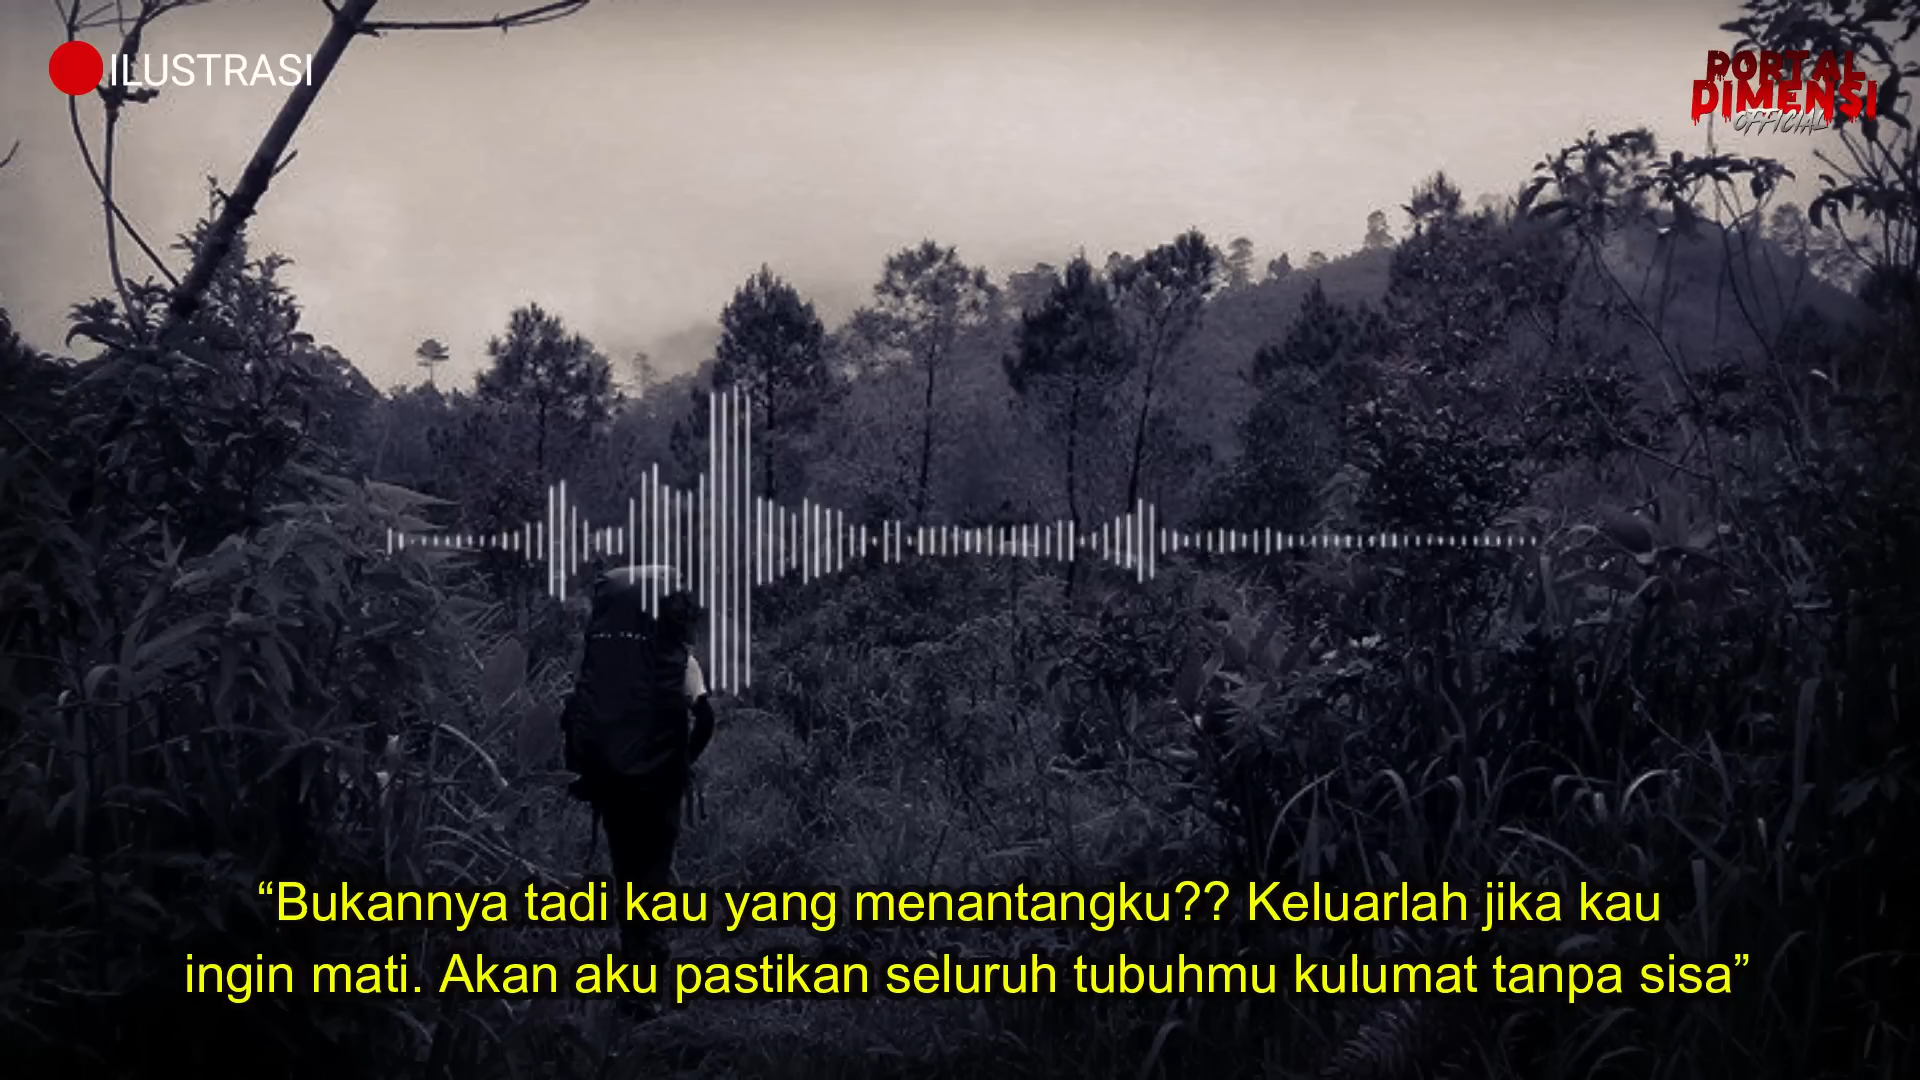 ILUSTRASI
PORTAL
DIMENSI
OFFICIAL
“Bukannya tadi kau yang menantangku?? Keluarlah jika kau
ingin mati. Akan aku pastikan seluruh tubuhmu kulumat tanpa sisa”